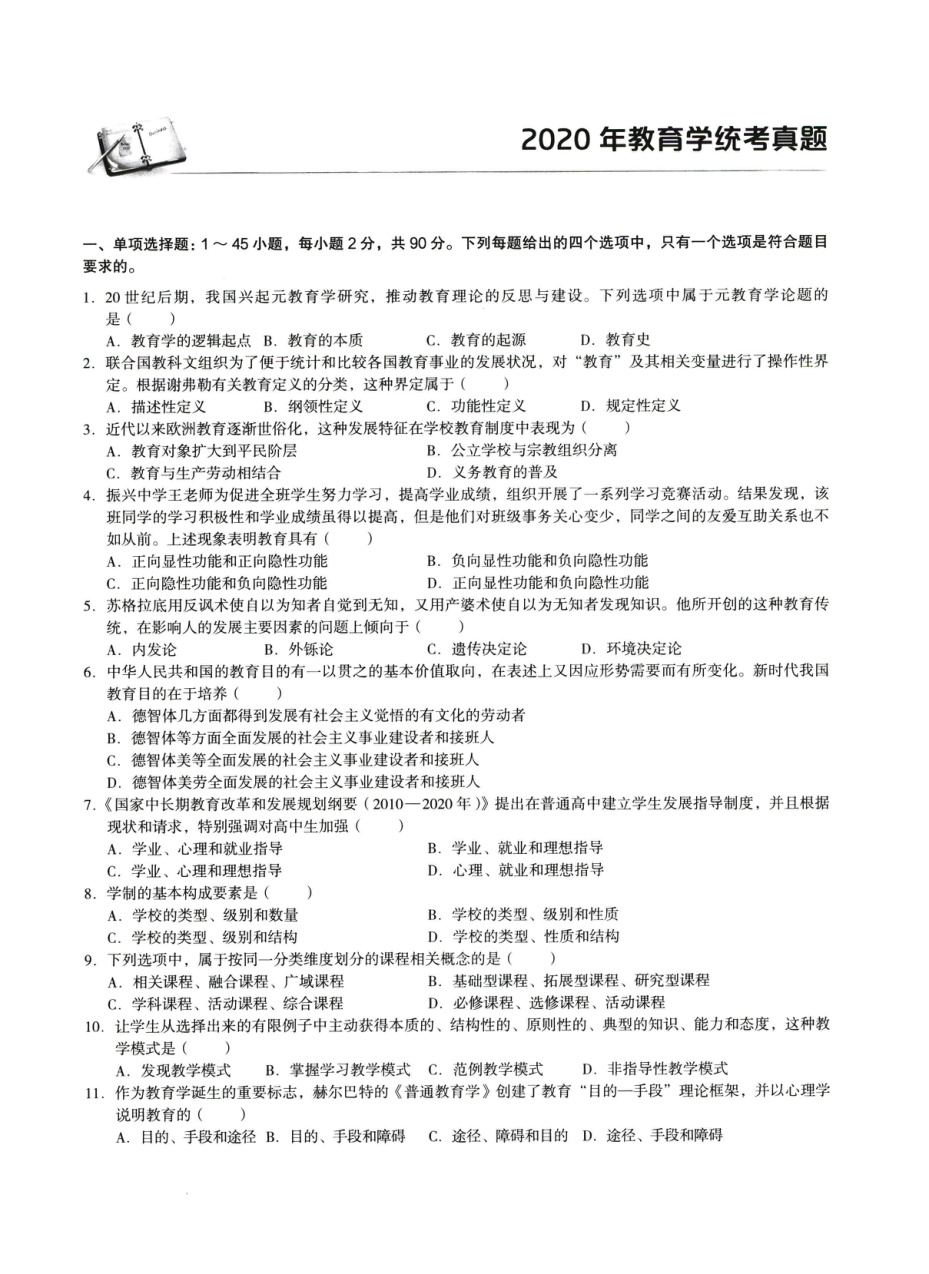 2020 年教育学统考真题
一、单项选择题：1～45 小题，每小题 2 分，共 90 分。下列每题给出的四个选项中，只有一个选项是符合题目
要求的。
1. 20 世纪后期，我国兴起元教育学研究，推动教育理论的反思与建设。下列选项中属于元教育学论题的
是（　　）
A. 教育学的逻辑起点 B. 教育的本质 C. 教育的起源 D. 教育史
2. 联合国教科文组织为了便于统计和比较各国教育事业的发展状况，对“教育”及其相关变量进行了操作性界
定。根据谢弗勒有关教育定义的分类，这种界定属于（　　）
A. 描述性定义 B. 纲领性定义 C. 功能性定义 D. 规定性定义
3. 近代以来欧洲教育逐渐世俗化，这种发展特征在学校教育制度中表现为（　　）
A. 教育对象扩大到平民阶层 B. 公立学校与宗教组织分离
C. 教育与生产劳动相结合 D. 义务教育的普及
4. 振兴中学王老师为促进全班学生努力学习，提高学业成绩，组织开展了一系列学习竞赛活动。结果发现，该
班同学的学习积极性和学业成绩虽得以提高，但是他们对班级事务关心变少，同学之间的友爱互助关系也不
如从前。上述现象表明教育具有（　　）
A. 正向显性功能和正向隐性功能 B. 负向显性功能和负向隐性功能
C. 正向隐性功能和负向隐性功能 D. 正向显性功能和负向隐性功能
5. 苏格拉底用反讽术使自以为知者自觉到无知，又用产婆术使自以为无知者发现知识。他所开创的这种教育传
统，在影响人的发展主要因素的问题上倾向于（　　）
A. 内发论 B. 外铄论 C. 遗传决定论 D. 环境决定论
6. 中华人民共和国的教育目的有一以贯之的基本价值取向，在表述上又因应形势需要而有所变化。新时代我国
教育目的在于培养（　　）
A. 德智体几方面都得到发展有社会主义觉悟的有文化的劳动者
B. 德智体等方面全面发展的社会主义事业建设者和接班人
C. 德智体美等全面发展的社会主义事业建设者和接班人
D. 德智体美劳全面发展的社会主义事业建设者和接班人
7.《国家中长期教育改革和发展规划纲要（2010—2020 年）》提出在普通高中建立学生发展指导制度，并且根据
现状和请求，特别强调对高中生加强（　　）
A. 学业、心理和就业指导 B. 学业、就业和理想指导
C. 学业、心理和理想指导 D. 心理、就业和理想指导
8. 学制的基本构成要素是（　　）
A. 学校的类型、级别和数量 B. 学校的类型、级别和性质
C. 学校的类型、级别和结构 D. 学校的类型、性质和结构
9. 下列选项中，属于按同一分类维度划分的课程相关概念的是（　　）
A. 相关课程、融合课程、广域课程 B. 基础型课程、拓展型课程、研究型课程
C. 学科课程、活动课程、综合课程 D. 必修课程、选修课程、活动课程
10. 让学生从选择出来的有限例子中主动获得本质的、结构性的、原则性的、典型的知识、能力和态度，这种教
学模式是（　　）
A. 发现教学模式 B. 掌握学习教学模式 C. 范例教学模式 D. 非指导性教学模式
11. 作为教育学诞生的重要标志，赫尔巴特的《普通教育学》创建了教育“目的—手段”理论框架，并以心理学
说明教育的（　　）
A. 目的、手段和途径 B. 目的、手段和障碍 C. 途径、障碍和目的 D. 途径、手段和障碍